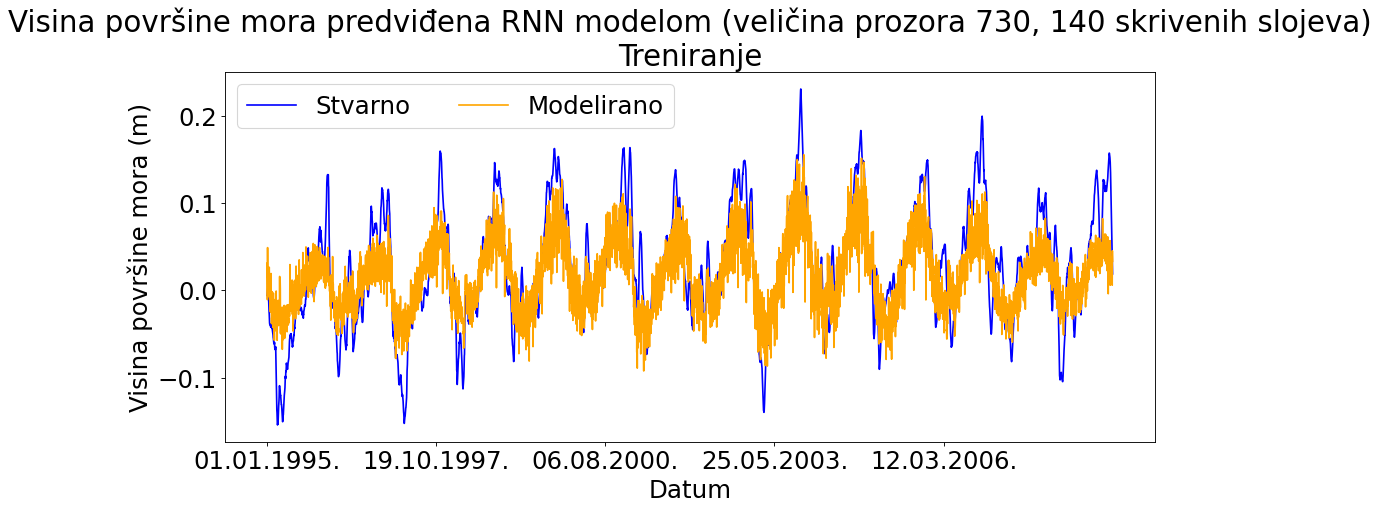 Visina površine mora predviđena RNN modelom (veličina prozora 730, 140 skrivenih slojeva)
Treniranje
Stvarno Modelirano
Visina površine mora (m)
0.2
0.1
0.0
−0.1
01.01.1995. 19.10.1997. 06.08.2000. 25.05.2003. 12.03.2006.
Datum